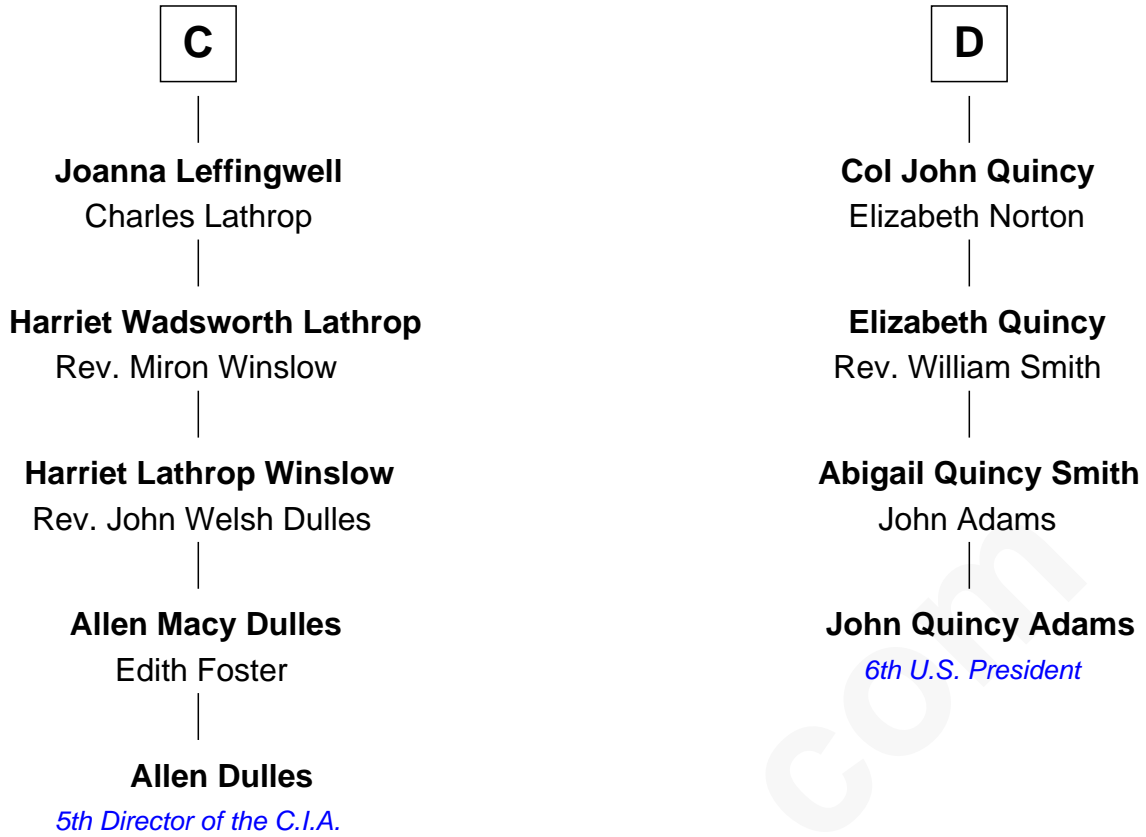 C
Joanna Leffingwell
Charles Lathrop
Harriet Wadsworth Lathrop
Rev. Miron Winslow
Harriet Lathrop Winslow
Rev. John Welsh Dulles
Allen Macy Dulles
Edith Foster
Allen Dulles
5th Director of the C.I.A.
D
Col John Quincy
Elizabeth Norton
Elizabeth Quincy
Rev. William Smith
Abigail Quincy Smith
John Adams
John Quincy Adams
6th U.S. President
com